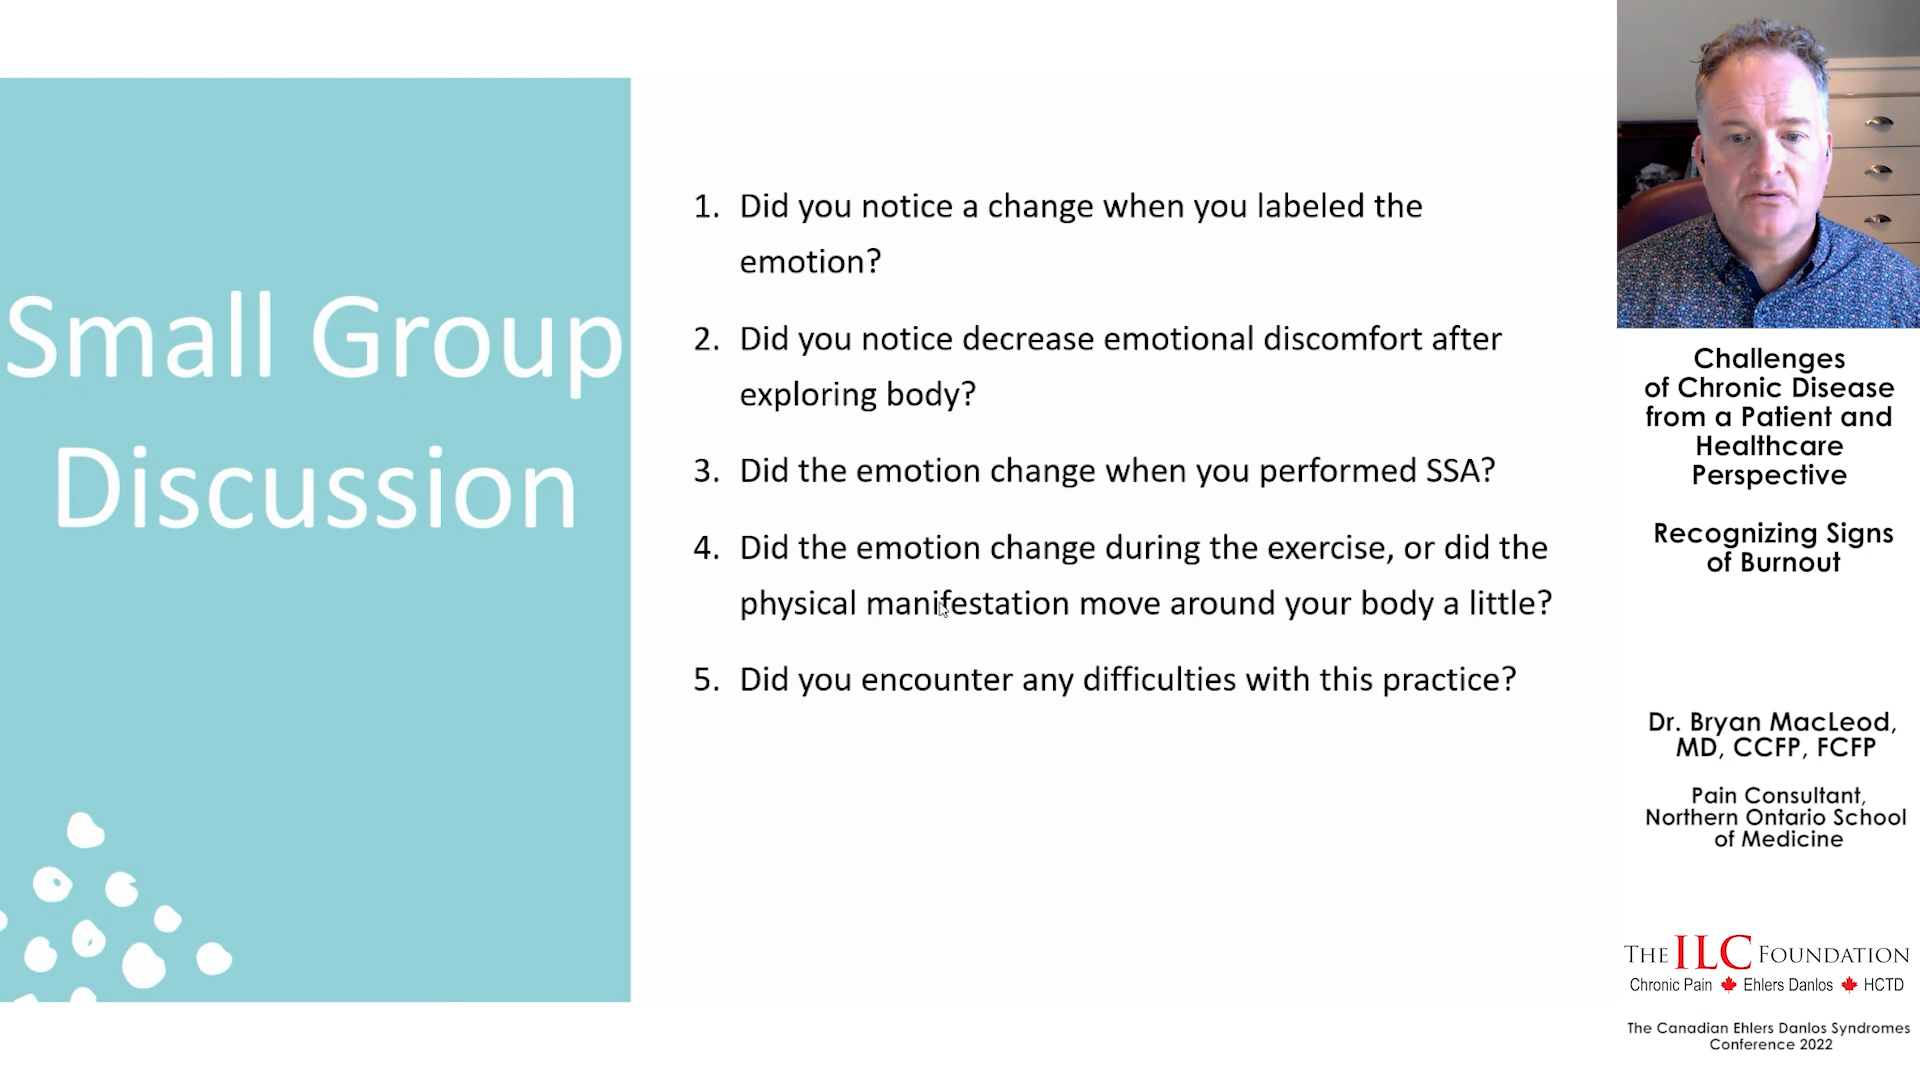 Small Group
Discussion
1. Did you notice a change when you labeled the
emotion?
2. Did you notice decrease emotional discomfort after
exploring body?
3. Did the emotion change when you performed SSA?
4. Did the emotion change during the exercise, or did the
physical manifestation move around your body a little?
5. Did you encounter any difficulties with this practice?
Challenges
of Chronic Disease
from a Patient and
Healthcare
Perspective
Recognizing Signs
of Burnout
Dr. Bryan MacLeod,
MD, CCFP, FCFP
Pain Consultant,
Northern Ontario School
of Medicine
THE ILC FOUNDATION
Chronic Pain Ehlers Danlos HCTD
The Canadian Ehlers Danlos Syndromes
Conference 2022